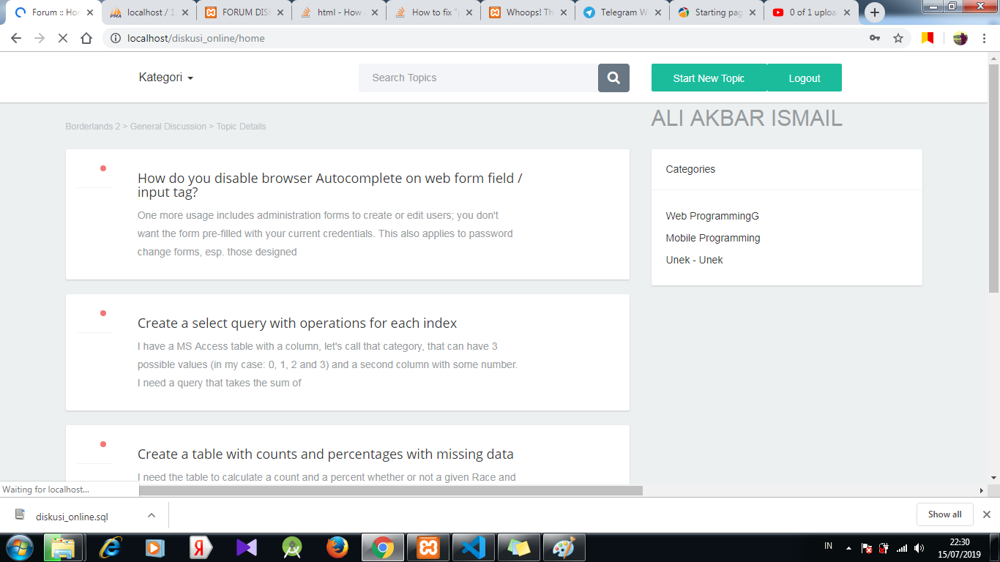 Forum :: Hor
localhost / 1
FORUM DIS
html - How
How to fix "
Whoops! Th
Telegram W
Starting pag
0 of 1 uploa
localhost/diskusi_online/home
Kategori
Search Topics
Start New Topic
Logout
Borderlands 2 > General Discussion > Topic Details
ALI AKBAR ISMAIL
How do you disable browser Autocomplete on web form field /
input tag?
One more usage includes administration forms to create or edit users; you don't
want the form pre-filled with your current credentials. This also applies to password
change forms, esp. those designed
Categories
Web ProgrammingG
Mobile Programming
Unek - Unek
Create a select query with operations for each index
I have a MS Access table with a column, let's call that category, that can have 3
possible values (in my case: 0, 1, 2 and 3) and a second column with some number.
I need a query that takes the sum of
Create a table with counts and percentages with missing data
I need the table to calculate a count and a percent whether or not a given Race and
Waiting for localhost...
diskusi_online.sql
Show all
IN
22:30
15/07/2019